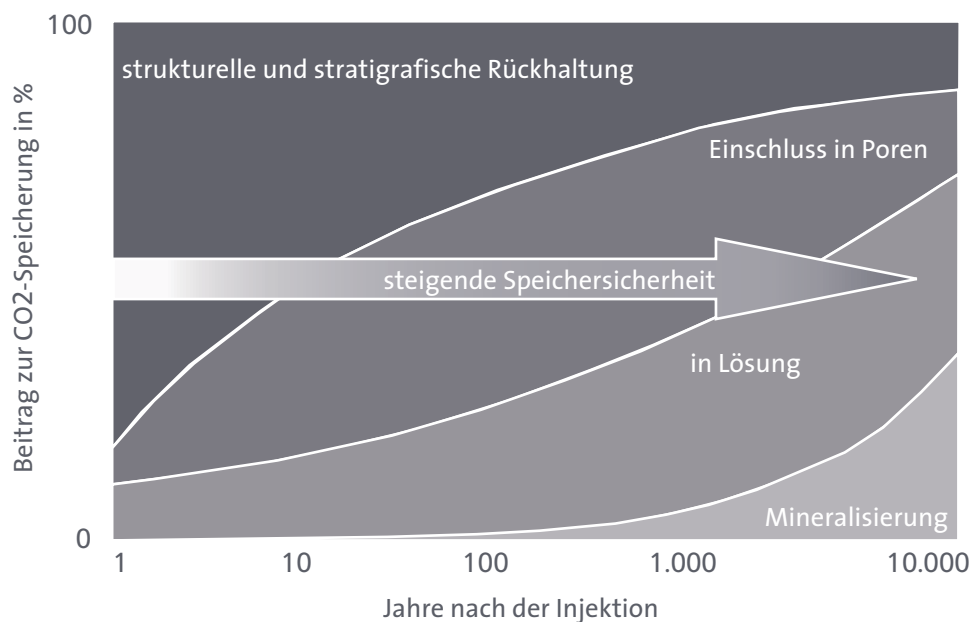 100
strukturelle und stratigrafische Rückhaltung
Einschluss in Poren
steigende Speichersicherheit
in Lösung
Mineralisierung
0
Beitrag zur CO2-Speicherung in %
1 10 100 1.000 10.000
Jahre nach der Injektion